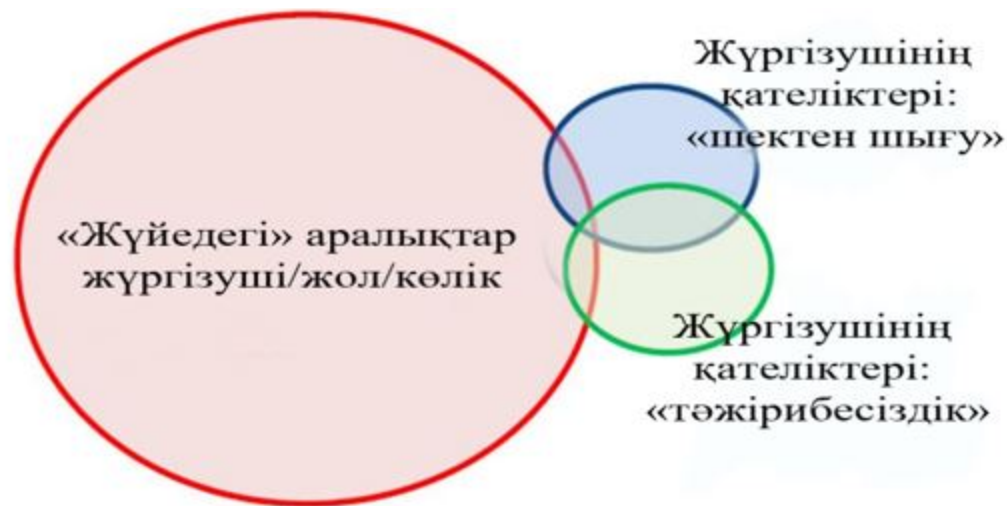 «Жүйедегі» аралықтар
жүргізуші/жол/көлік
Жүргізушінің
қателіктері:
«шектен шығу»
Жүргізушінің
қателіктері:
«тәжірибесіздік»